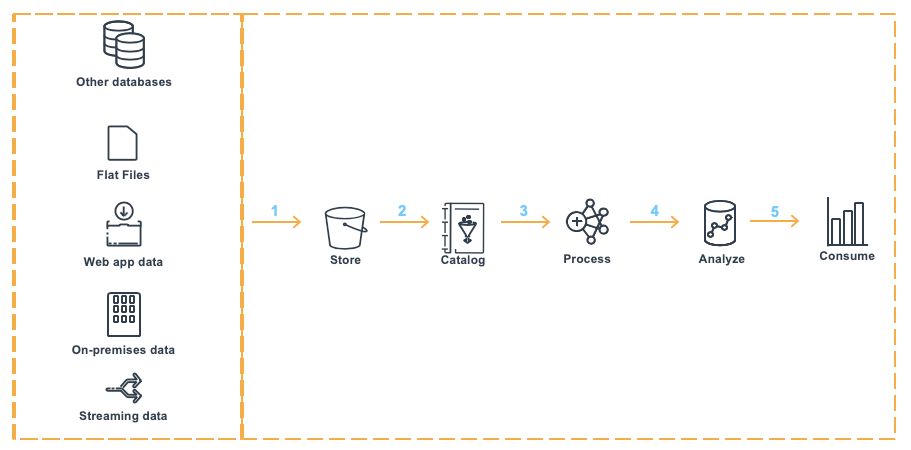 Other databases
Flat Files
Web app data
On-premises data
Streaming data
1
2
3
4
5
Store
Catalog
Process
Analyze
Consume